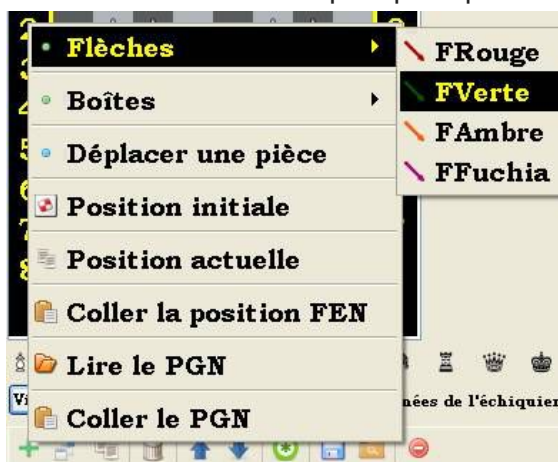 Flèches
FRouge
FVerte
FAmbre
FFuchia
Boîtes
Déplacer une pièce
Position initiale
Position actuelle
Coller la position FEN
Lire le PGN
Coller le PGN
de l'échiquier